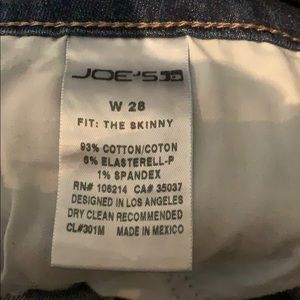 JOE'S
W 28
FIT: THE SKINNY
93% COTTON/COTON
6% ELASTERELL-P
1% SPANDEX
RN# 106214 CA# 35037
DESIGNED IN LOS ANGELES
DRY CLEAN RECOMMENDED
CL#301M MADE IN MEXICO